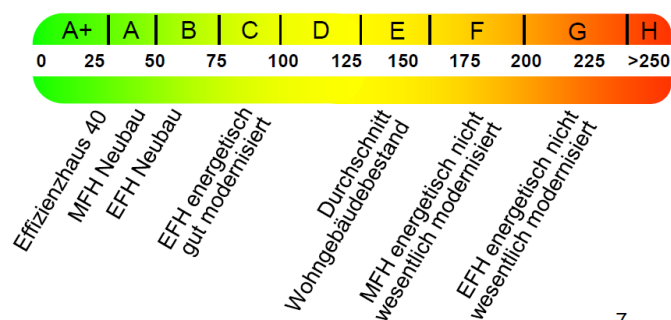 A+ A B C D E F G H
0 25 50 75 100 125 150 175 200 225 >250
Effizienzhaus 40
MFH Neubau
EFH Neubau
EFH energetisch
gut modernisiert
Durchschnitt
Wohngebäudebestand
MFH energetisch nicht
wesentlich modernisiert
EFH energetisch nicht
wesentlich modernisiert
7